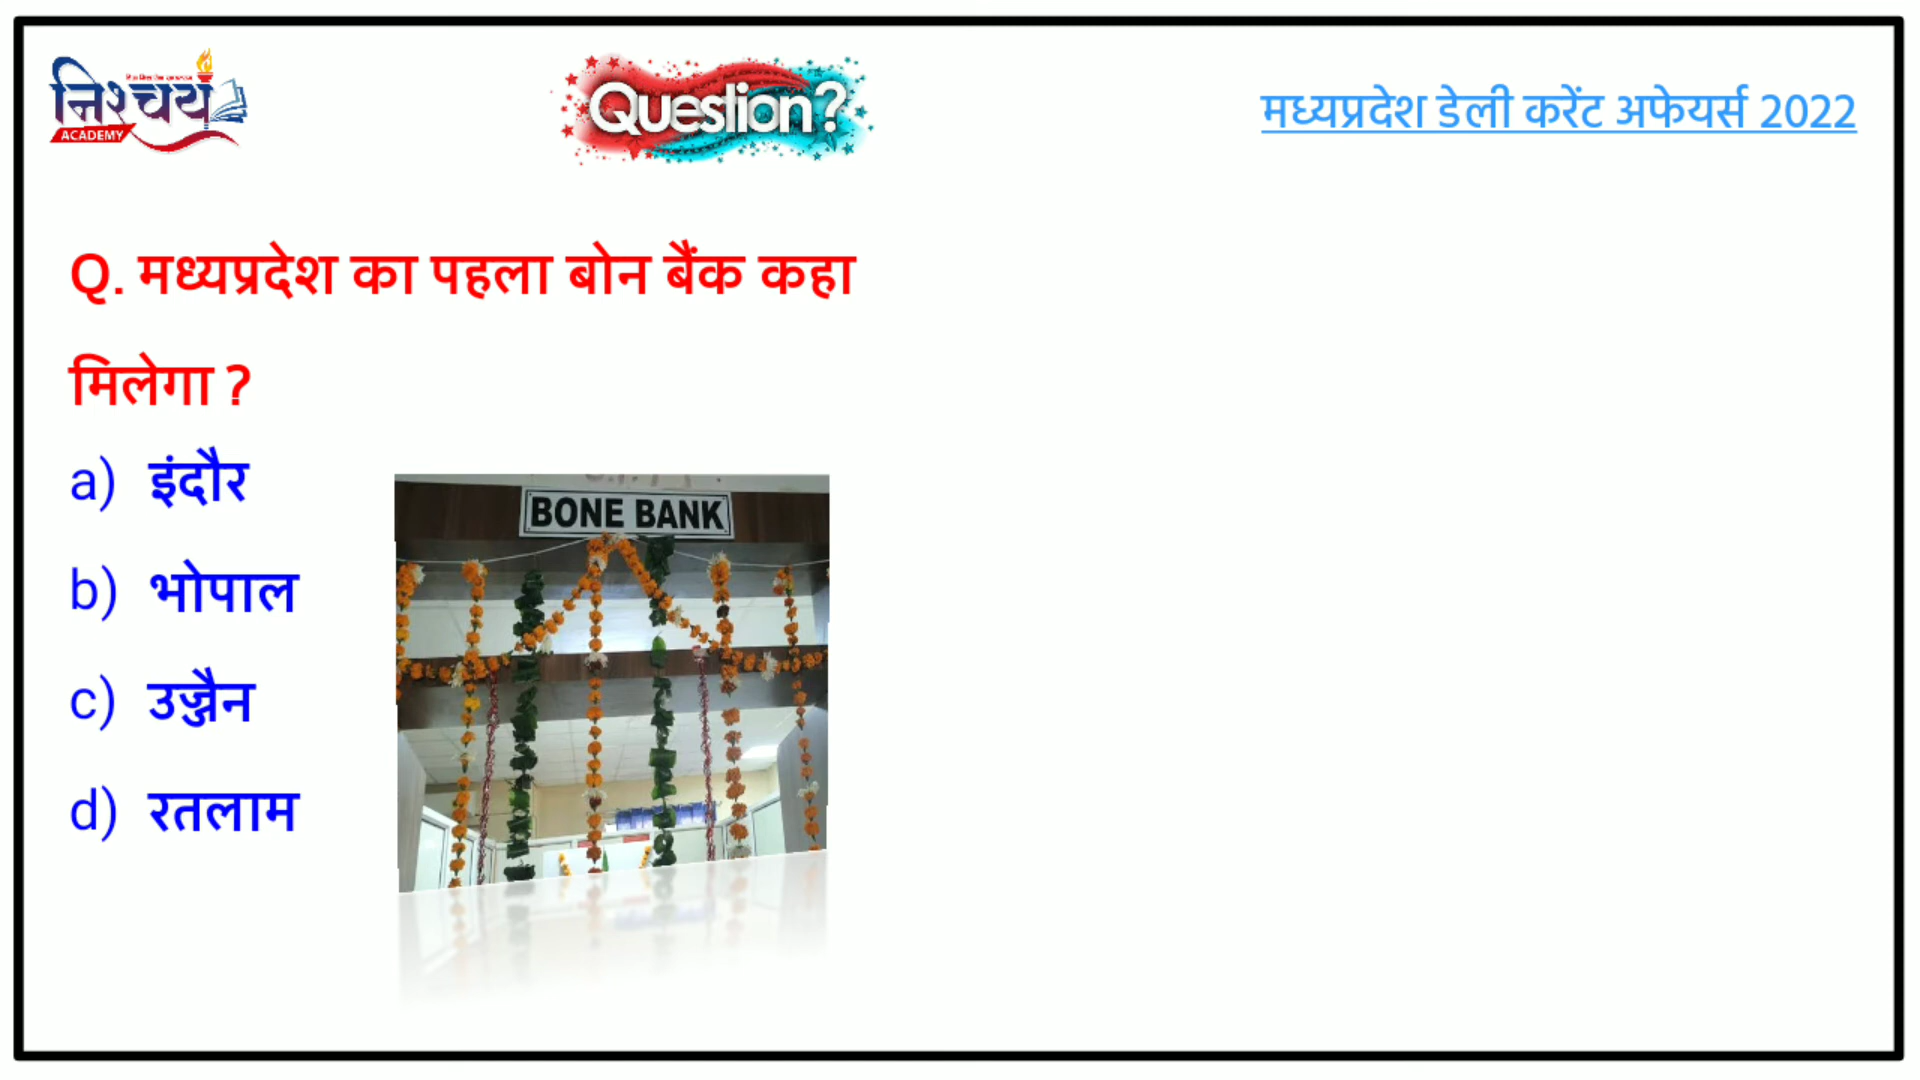 निश्चय
ACADEMY
Question?
मध्यप्रदेश डेली करेंट अफेयर्स 2022
Q. मध्यप्रदेश का पहला बोन बैंक कहा
मिलेगा ?
a) इंदौर
b) भोपाल
c) उज्जैन
d) रतलाम
BONE BANK